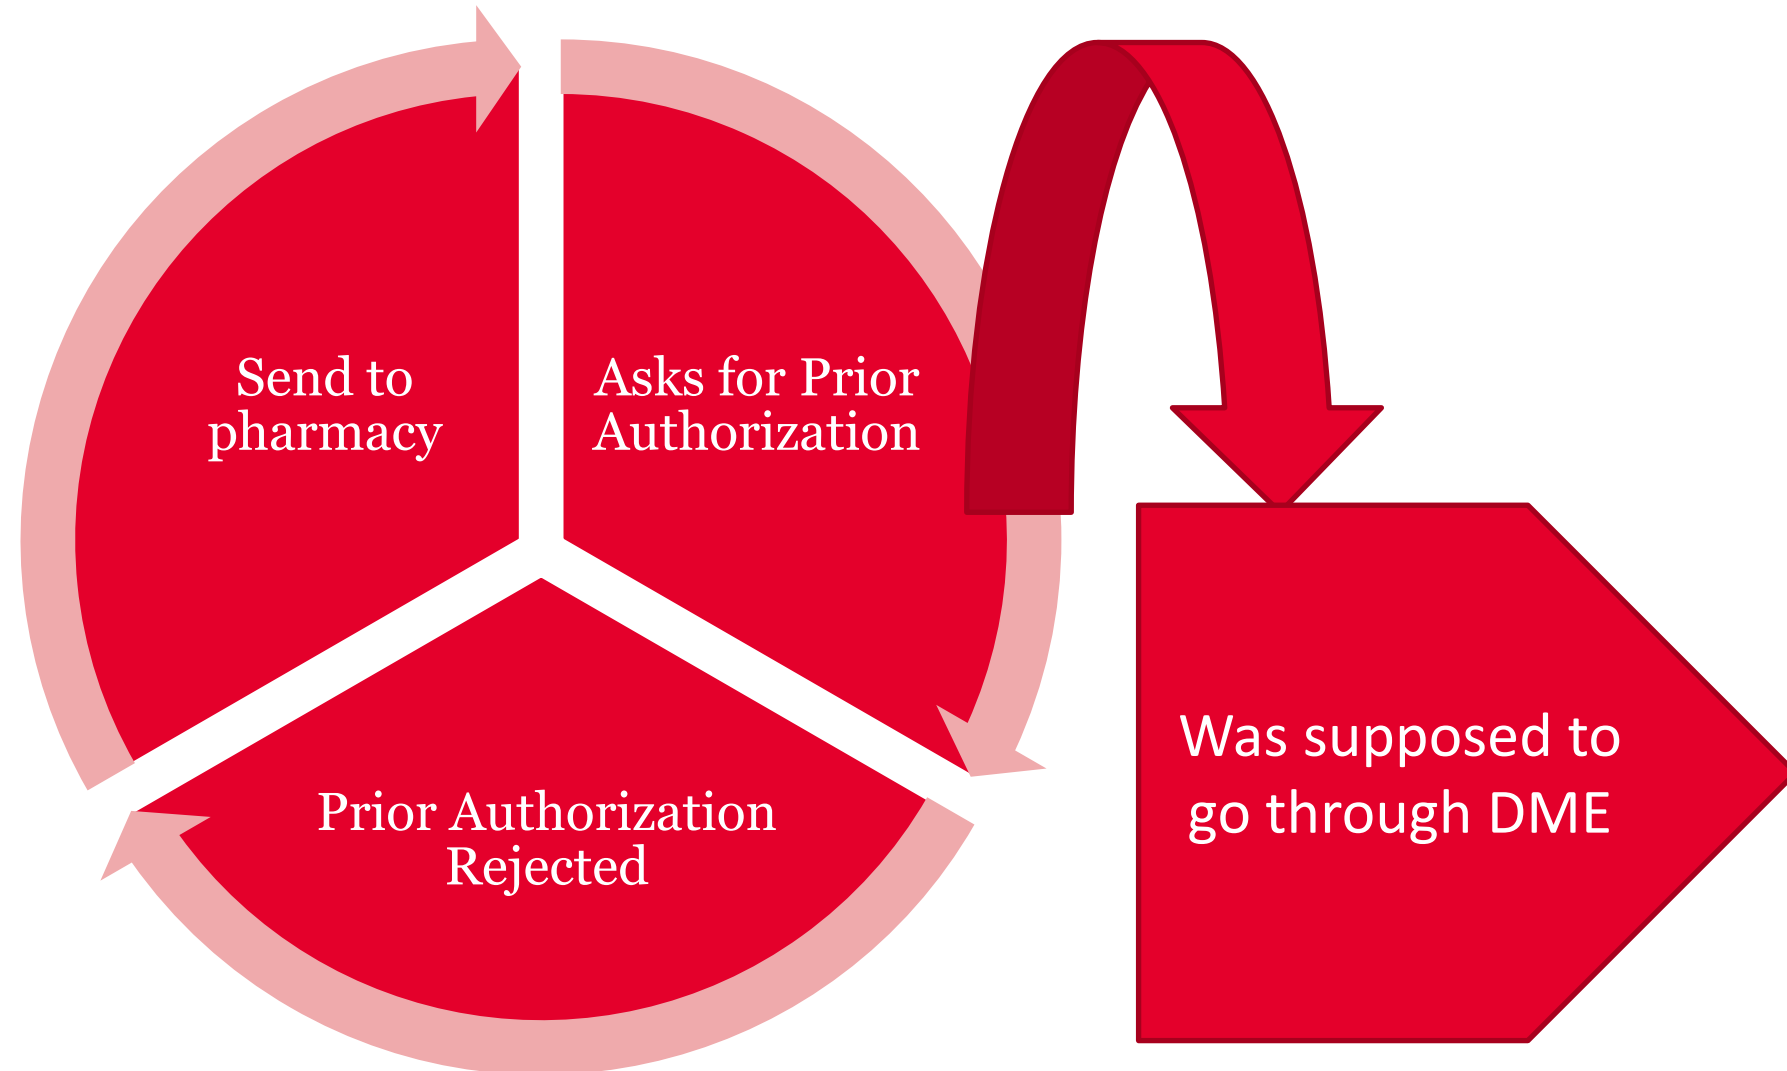 Send to
pharmacy
Asks for Prior
Authorization
Prior Authorization
Rejected
Was supposed to
go through DME